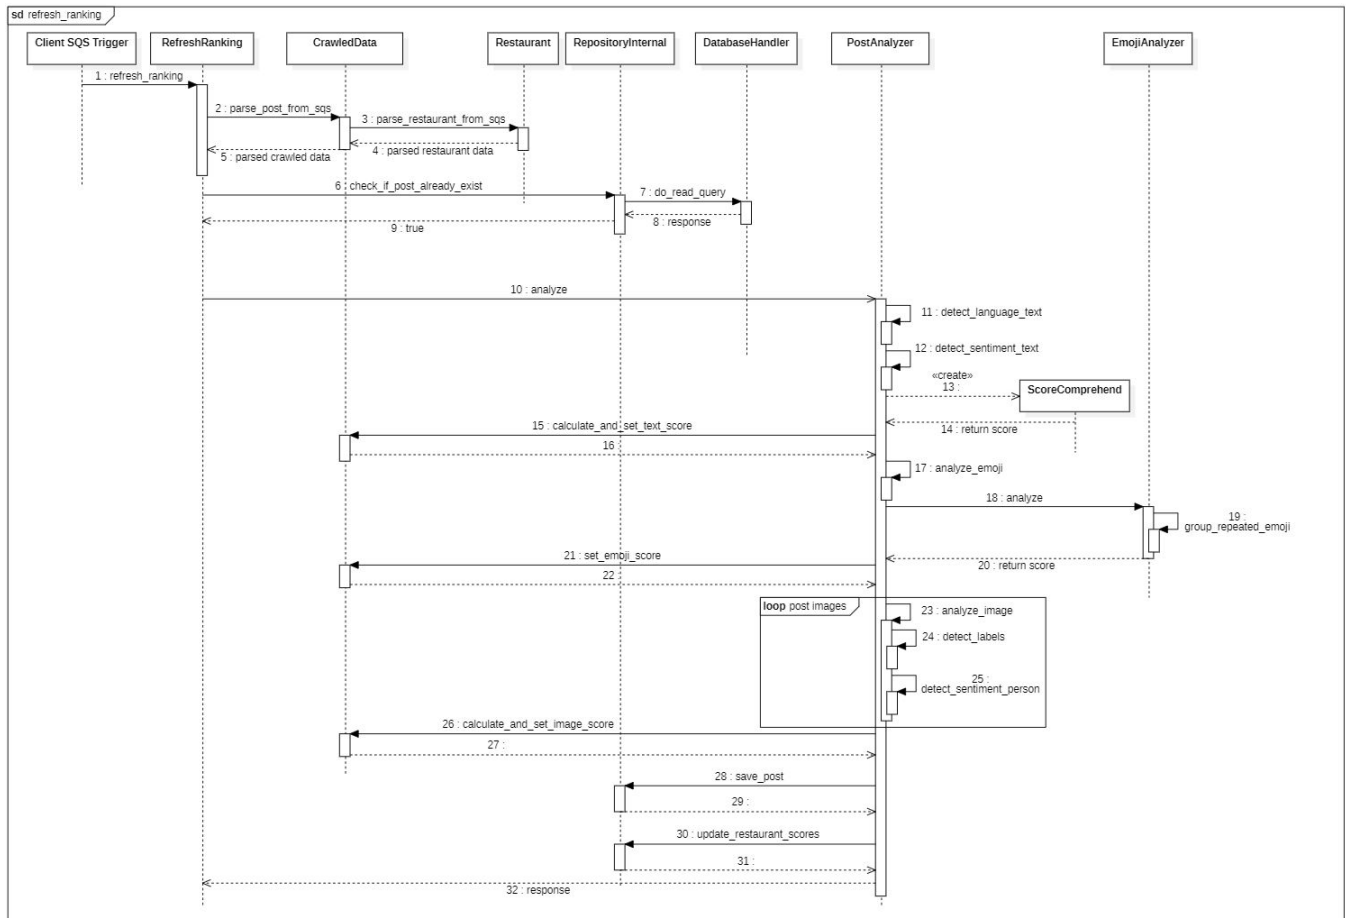 sd refresh_ranking
Client SQS Trigger
RefreshRanking
CrawledData
Restaurant
RepositoryInternal
DatabaseHandler
PostAnalyzer
EmojiAnalyzer
1 : refresh_ranking
2 : parse_post_from_sqs
3 : parse_restaurant_from_sqs
4 : parsed restaurant data
5 : parsed crawled data
6 : check_if_post_already_exist
7 : do_read_query
8 : response
9 : true
10 : analyze
11 : detect_language_text
12 : detect_sentiment_text
«create»
13 :
ScoreComprehend
14 : return score
15 : calculate_and_set_text_score
16
17 : analyze_emoji
18 : analyze
19 :
group_repeated_emoji
20 : return score
21 : set_emoji_score
22
loop post images
23 : analyze_image
24 : detect_labels
25 :
detect_sentiment_person
26 : calculate_and_set_image_score
27 :
28 : save_post
29 :
30 : update_restaurant_scores
31 :
32 : response